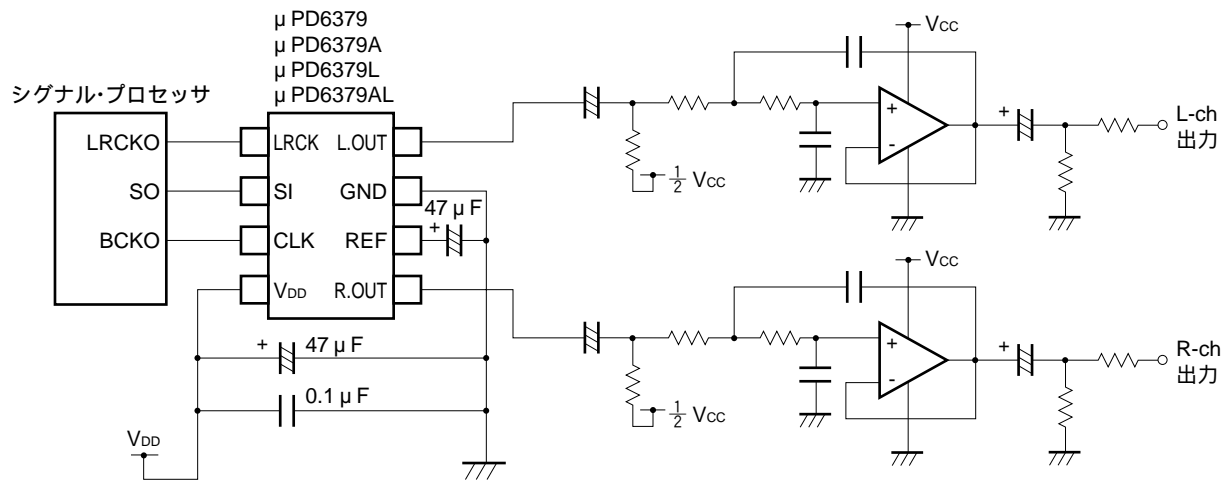 μ PD6379
μ PD6379A
μ PD6379L
μ PD6379AL
シグナル・プロセッサ
LRCKO
SO
BCKO
LRCK
SI
CLK
VDD
L.OUT
GND
REF
R.OUT
47 μ F
+
+
47 μ F
0.1 μ F
VDD
VCC
+
-
1/2 VCC
+
L-ch
出力
VCC
+
-
1/2 VCC
+
R-ch
出力